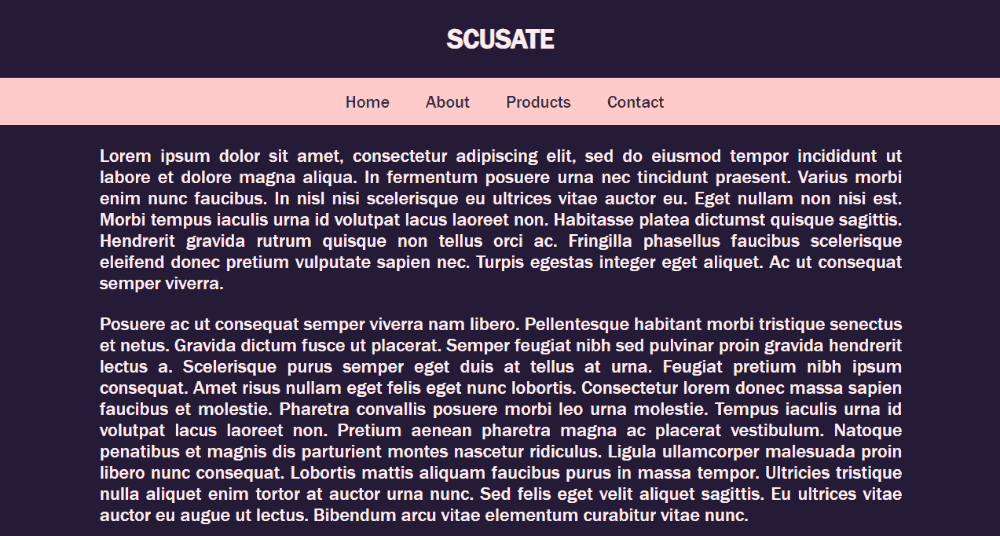 SCUSATE
Home About Products Contact
Lorem ipsum dolor sit amet, consectetur adipiscing elit, sed do eiusmod tempor incididunt ut
labore et dolore magna aliqua. In fermentum posuere urna nec tincidunt praesent. Varius morbi
enim nunc faucibus. In nisl nisi scelerisque eu ultrices vitae auctor eu. Eget nullam non nisi est.
Morbi tempus iaculis urna id volutpat lacus laoreet non. Habitasse platea dictumst quisque sagittis.
Hendrerit gravida rutrum quisque non tellus orci ac. Fringilla phasellus faucibus scelerisque
eleifend donec pretium vulputate sapien nec. Turpis egestas integer eget aliquet. Ac ut consequat
semper viverra.
Posuere ac ut consequat semper viverra nam libero. Pellentesque habitant morbi tristique senectus
et netus. Gravida dictum fusce ut placerat. Semper feugiat nibh sed pulvinar proin gravida hendrerit
lectus a. Scelerisque purus semper eget duis at tellus at urna. Feugiat pretium nibh ipsum
consequat. Amet risus nullam eget felis eget nunc lobortis. Consectetur lorem donec massa sapien
faucibus et molestie. Pharetra convallis posuere morbi leo urna molestie. Tempus iaculis urna id
volutpat lacus laoreet non. Pretium aenean pharetra magna ac placerat vestibulum. Natoque
penatibus et magnis dis parturient montes nascetur ridiculus. Ligula ullamcorper malesuada proin
libero nunc consequat. Lobortis mattis aliquam faucibus purus in massa tempor. Ultricies tristique
nulla aliquet enim tortor at auctor urna nunc. Sed felis eget velit aliquet sagittis. Eu ultrices vitae
auctor eu augue ut lectus. Bibendum arcu vitae elementum curabitur vitae nunc.